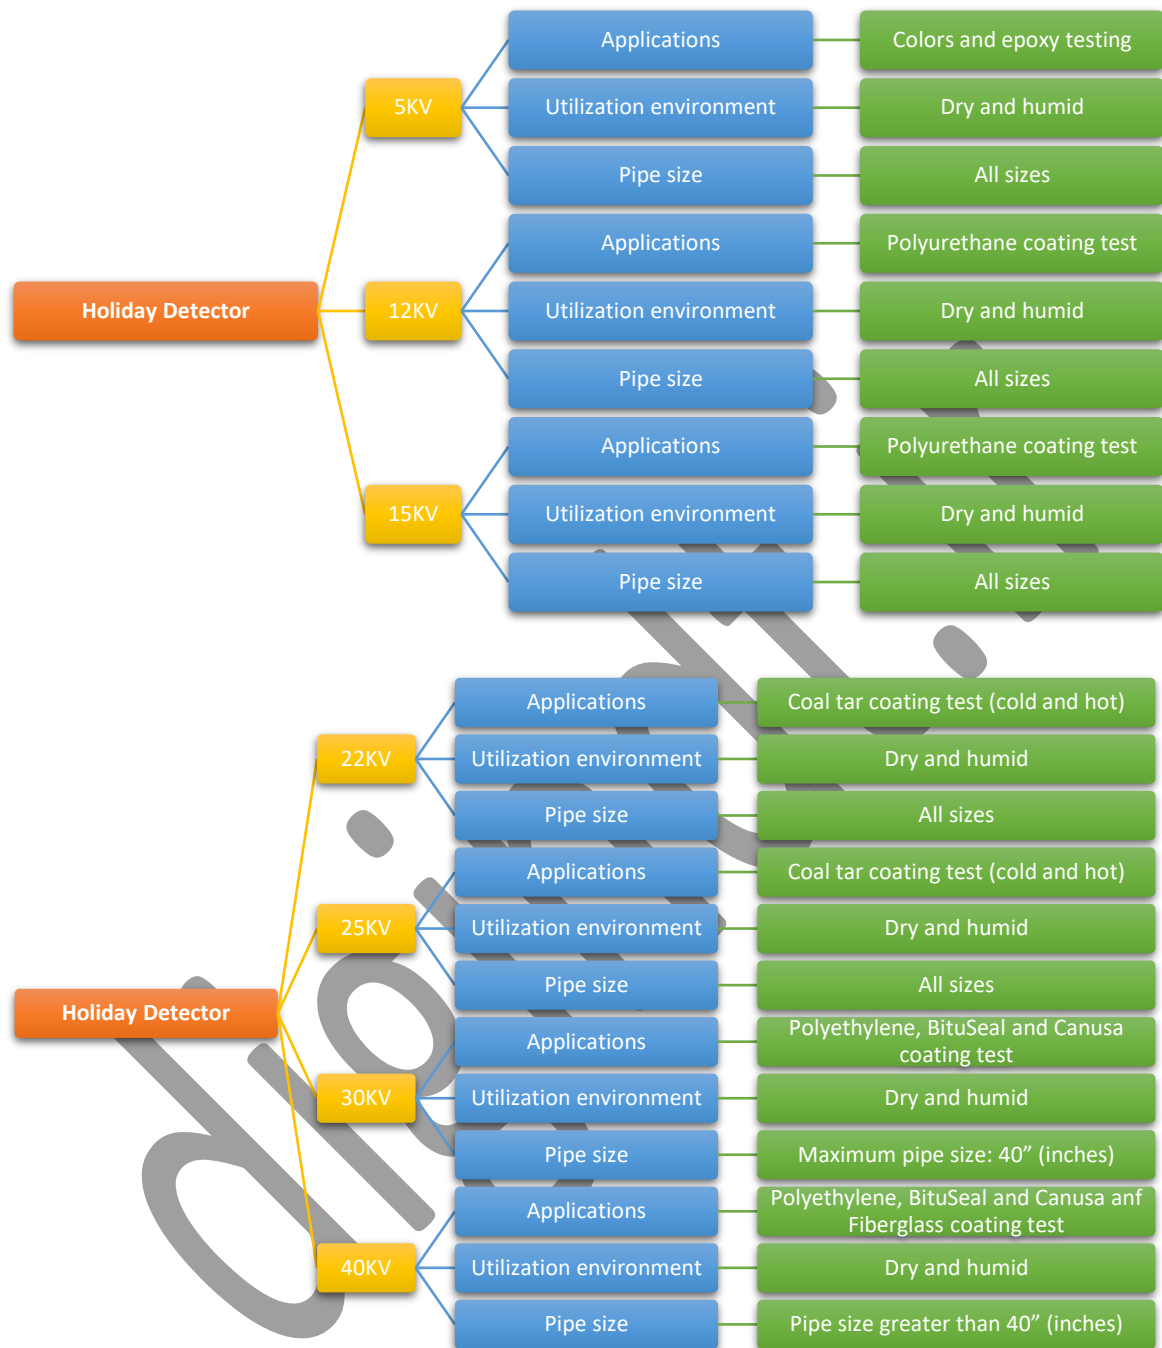 Applications
Colors and epoxy testing
5KV
Utilization environment
Dry and humid
Pipe size
All sizes
Applications
Polyurethane coating test
Holiday Detector
12KV
Utilization environment
Dry and humid
Pipe size
All sizes
Applications
Polyurethane coating test
15KV
Utilization environment
Dry and humid
Pipe size
All sizes
Applications
Coal tar coating test (cold and hot)
22KV
Utilization environment
Dry and humid
Pipe size
All sizes
Applications
Coal tar coating test (cold and hot)
25KV
Utilization environment
Dry and humid
Pipe size
All sizes
Holiday Detector
Applications
Polyethylene, BituSeal and Canusa
coating test
30KV
Utilization environment
Dry and humid
Pipe size
Maximum pipe size: 40” (inches)
Applications
Polyethylene, BituSeal and Canusa anf
Fiberglass coating test
40KV
Utilization environment
Dry and humid
Pipe size
Pipe size greater than 40” (inches)